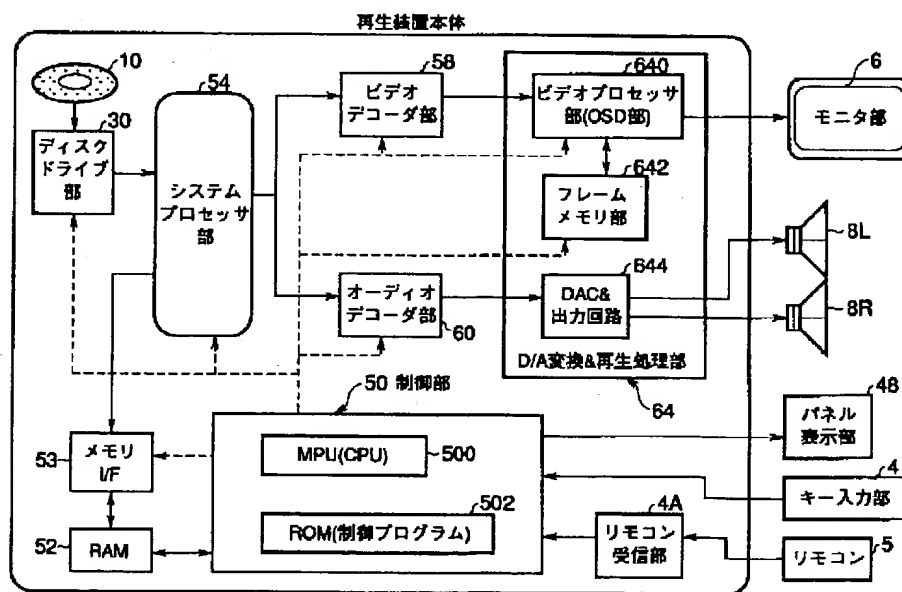 再生装置本体
10
54
58
640
6
ビデオ
デコーダ部
ビデオプロセッサ
部(OSD部)
モニタ部
30
ディスク
ドライブ
部
システム
プロセッサ
部
642
フレーム
メモリ部
8L
644
オーディオ
デコーダ部
60
DAC&
出力回路
8R
D/A変換&再生処理部
64
50 制御部
48
パネル
表示部
53
メモリ
I/F
MPU(CPU)
500
4
キー入力部
502
ROM(制御プログラム)
4A
リモコン
受信部
52
RAM
リモコン
5